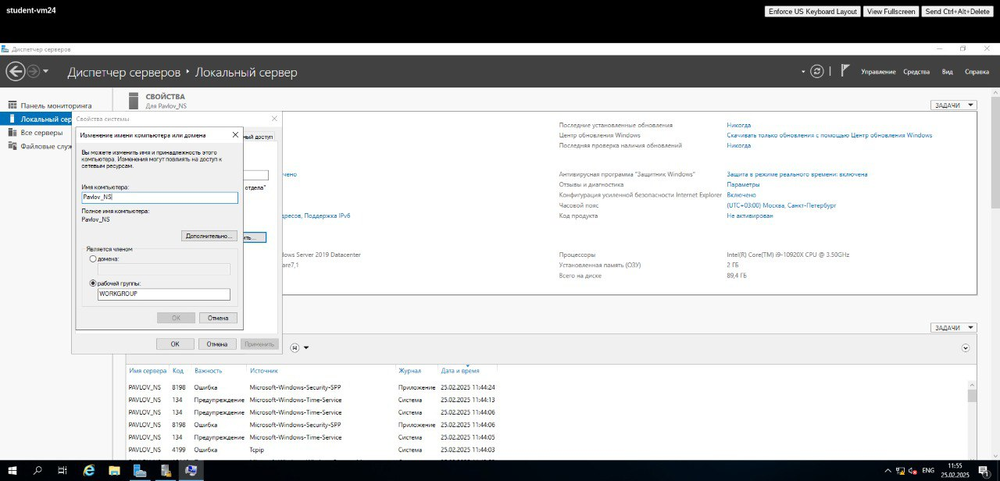 student-vm24
Enforce US Keyboard Layout View Fullscreen Send Ctrl+Alt+Delete
Диспетчер серверов
Диспетчер серверов Локальный сервер
Управление Средства Вид Справка
Панель мониторинга
Локальный сер
Все серверы
Файловые служ
СВОЙСТВА
Для Pavlov_NS
ЗАДАЧИ
Свойства системы
ный доступ
отдела"
ить...
OK Отмена Применить
Изменение имени компьютера или домена
Вы можете изменить имя и принадлежность этого
компьютера. Изменения могут повлиять на доступ к
сетевым ресурсам.
Имя компьютера:
Pavlov_NS
Полное имя компьютера:
Pavlov_NS
Дополнительно...
Является членом
домена:
рабочей группы:
WORKGROUP
OK Отмена
чено
дресов, Поддержка IPv6
lows Server 2019 Datacenter
are7,1
Последние установленные обновления Никогда
Центр обновления Windows Скачивать только обновления с помощью Центр обновления Windows
Последняя проверка наличия обновлений Никогда
Антивирусная программа "Защитник Windows" Защита в режиме реального времени: включена
Отзывы и диагностика Параметры
Конфигурация усиленной безопасности Internet Explorer Включено
Часовой пояс (UTC+03:00) Москва, Санкт-Петербург
Код продукта Не активирован
Процессоры Intel(R) Core(TM) i9-10920X CPU @ 3.50GHz
Установленная память (ОЗУ) 2 ГБ
Всего на диске 89,4 ГБ
ЗАДАЧИ
Имя сервера Код Важность Источник Журнал Дата и время
PAVLOV_NS 8198 Ошибка Microsoft-Windows-Security-SPP Приложение 25.02.2025 11:44:24
PAVLOV_NS 134 Предупреждение Microsoft-Windows-Time-Service Система 25.02.2025 11:44:13
PAVLOV_NS 134 Предупреждение Microsoft-Windows-Time-Service Система 25.02.2025 11:44:06
PAVLOV_NS 8198 Ошибка Microsoft-Windows-Security-SPP Приложение 25.02.2025 11:44:06
PAVLOV_NS 134 Предупреждение Microsoft-Windows-Time-Service Система 25.02.2025 11:44:05
PAVLOV_NS 4199 Ошибка Tcpip Система 25.02.2025 11:44:03
ENG 11:55
25.02.2025